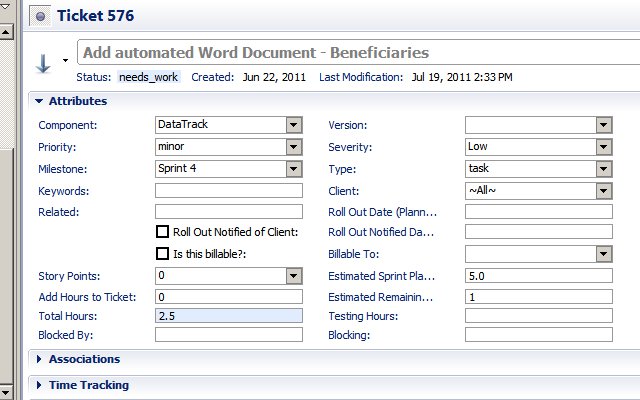 Ticket 576
Add automated Word Document - Beneficiaries
Status: needs_work Created: Jun 22, 2011 Last Modification: Jul 19, 2011 2:33 PM
Attributes
Component: DataTrack Version:
Priority: minor Severity: Low
Milestone: Sprint 4 Type: task
Keywords: Client: ~All~
Related: Roll Out Date (Plann...
Roll Out Notified of Client: Roll Out Notified Da...
Is this billable?: Billable To:
Story Points: 0 Estimated Sprint Pla... 5.0
Add Hours to Ticket: 0 Estimated Remainin... 1
Total Hours: 2.5 Testing Hours:
Blocked By: Blocking:
Associations
Time Tracking